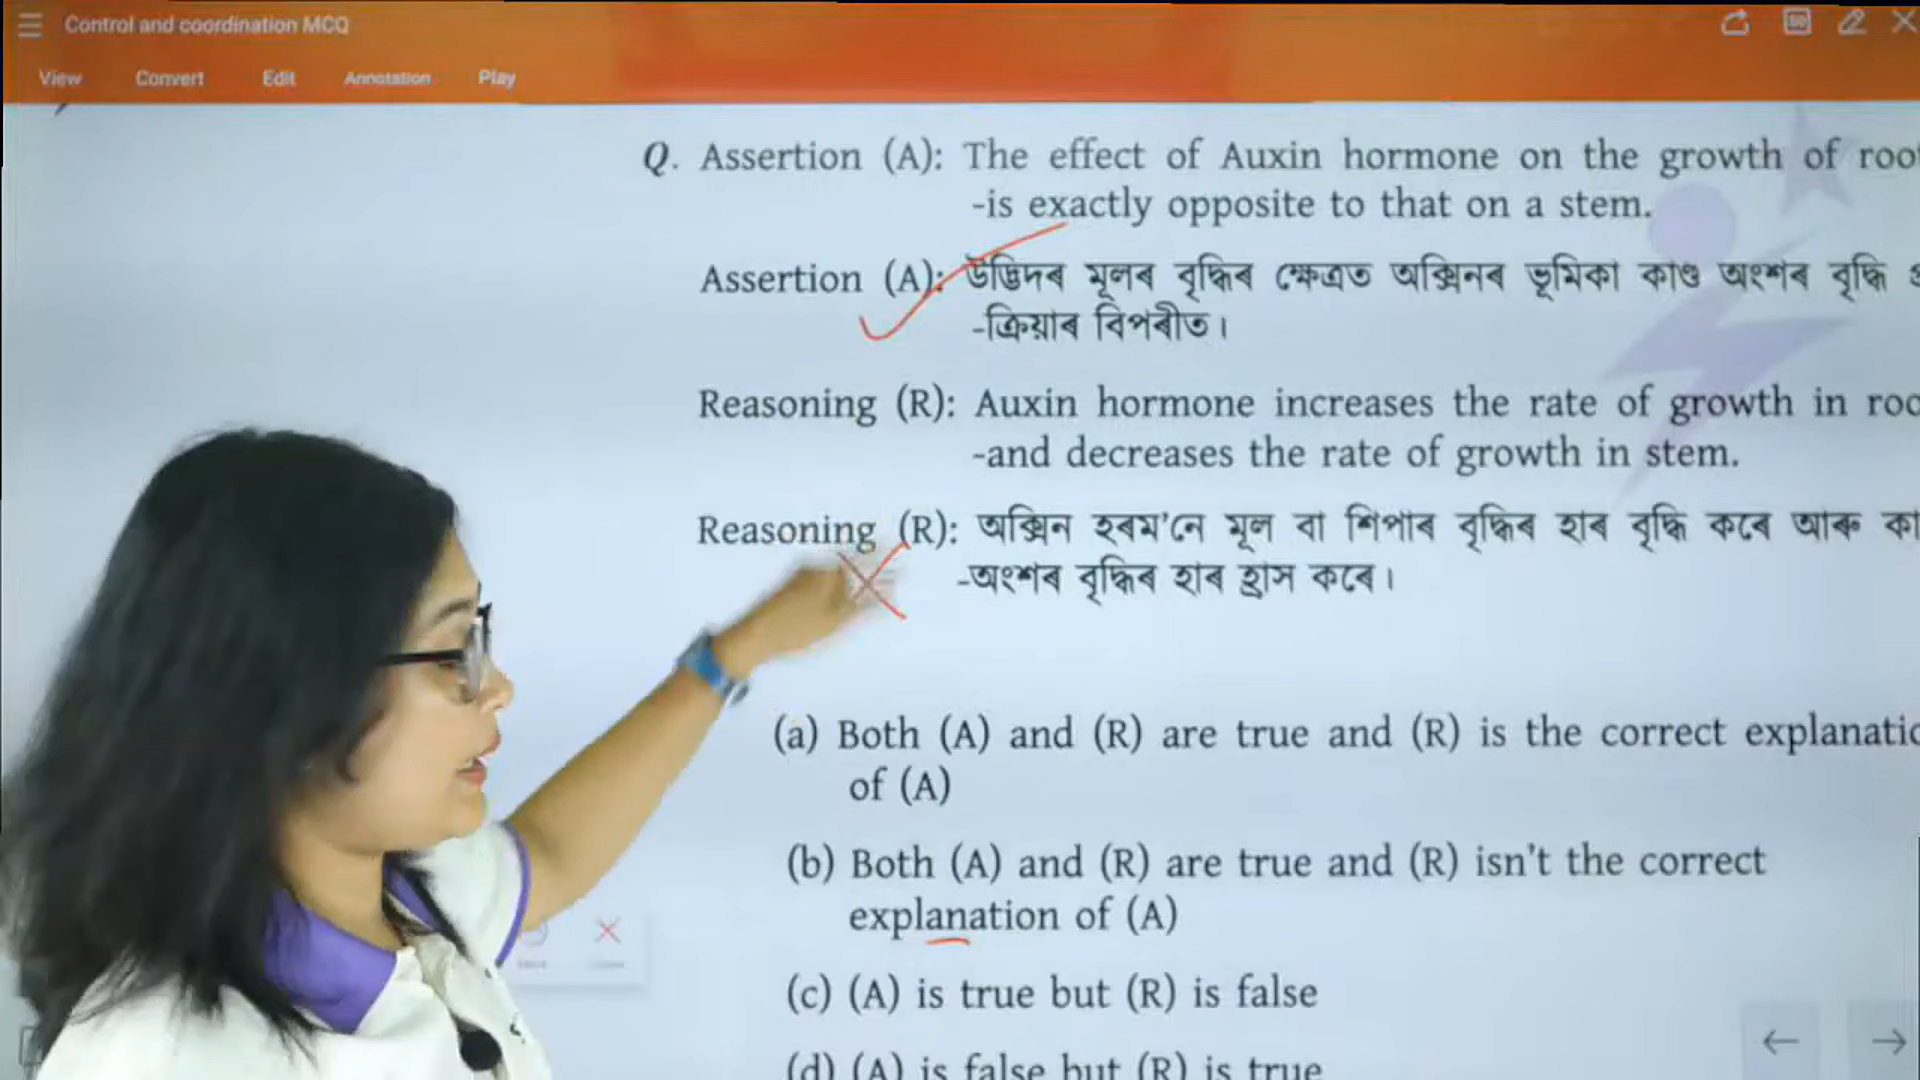 Control and coordination MCQ
View Convert Edit Annotation Play
Q. Assertion (A): The effect of Auxin hormone on the growth of
-is exactly opposite to that on a stem.
Assertion (A): উদ্ভিদৰ মূলৰ বৃদ্ধিৰ ক্ষেত্ৰত অক্সিনৰ ভূমিকা কাণ্ড অংশৰ বৃদ্ধি
-ক্ৰিয়াৰ বিপৰীত।
Reasoning (R): Auxin hormone increases the rate of growth in
-and decreases the rate of growth in stem.
Reasoning (R): অক্সিন হৰম'নে মূল বা শিপাৰ বৃদ্ধিৰ হাৰ বৃদ্ধি কৰে আৰু
-অংশৰ বৃদ্ধিৰ হাৰ হ্ৰাস কৰে।
(a) Both (A) and (R) are true and (R) is the correct
of (A)
(b) Both (A) and (R) are true and (R) isn't the correct
explanation of (A)
(c) (A) is true but (R) is false
(d) (A) is false but (R) is true